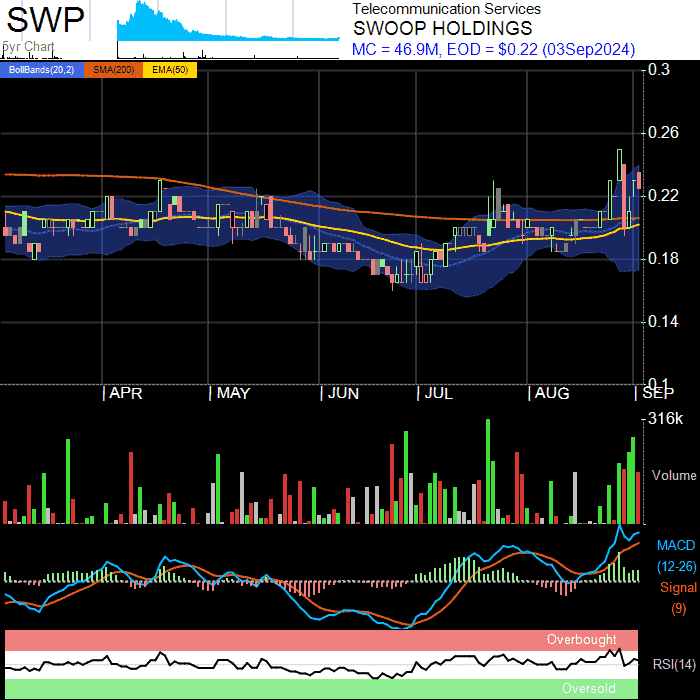 SWP
5yr Chart
Telecommunication Services
SWOOP HOLDINGS
MC = 46.9M, EOD = $0.22 (03Sep2024)
BollBands(20,2) SMA(200) EMA(50)
0.3
0.26
0.22
0.18
0.14
0.1
APR MAY JUN JUL AUG SEP
316k
Volume
MACD
(12-26)
Signal
(9)
Overbought
RSI(14)
Oversold